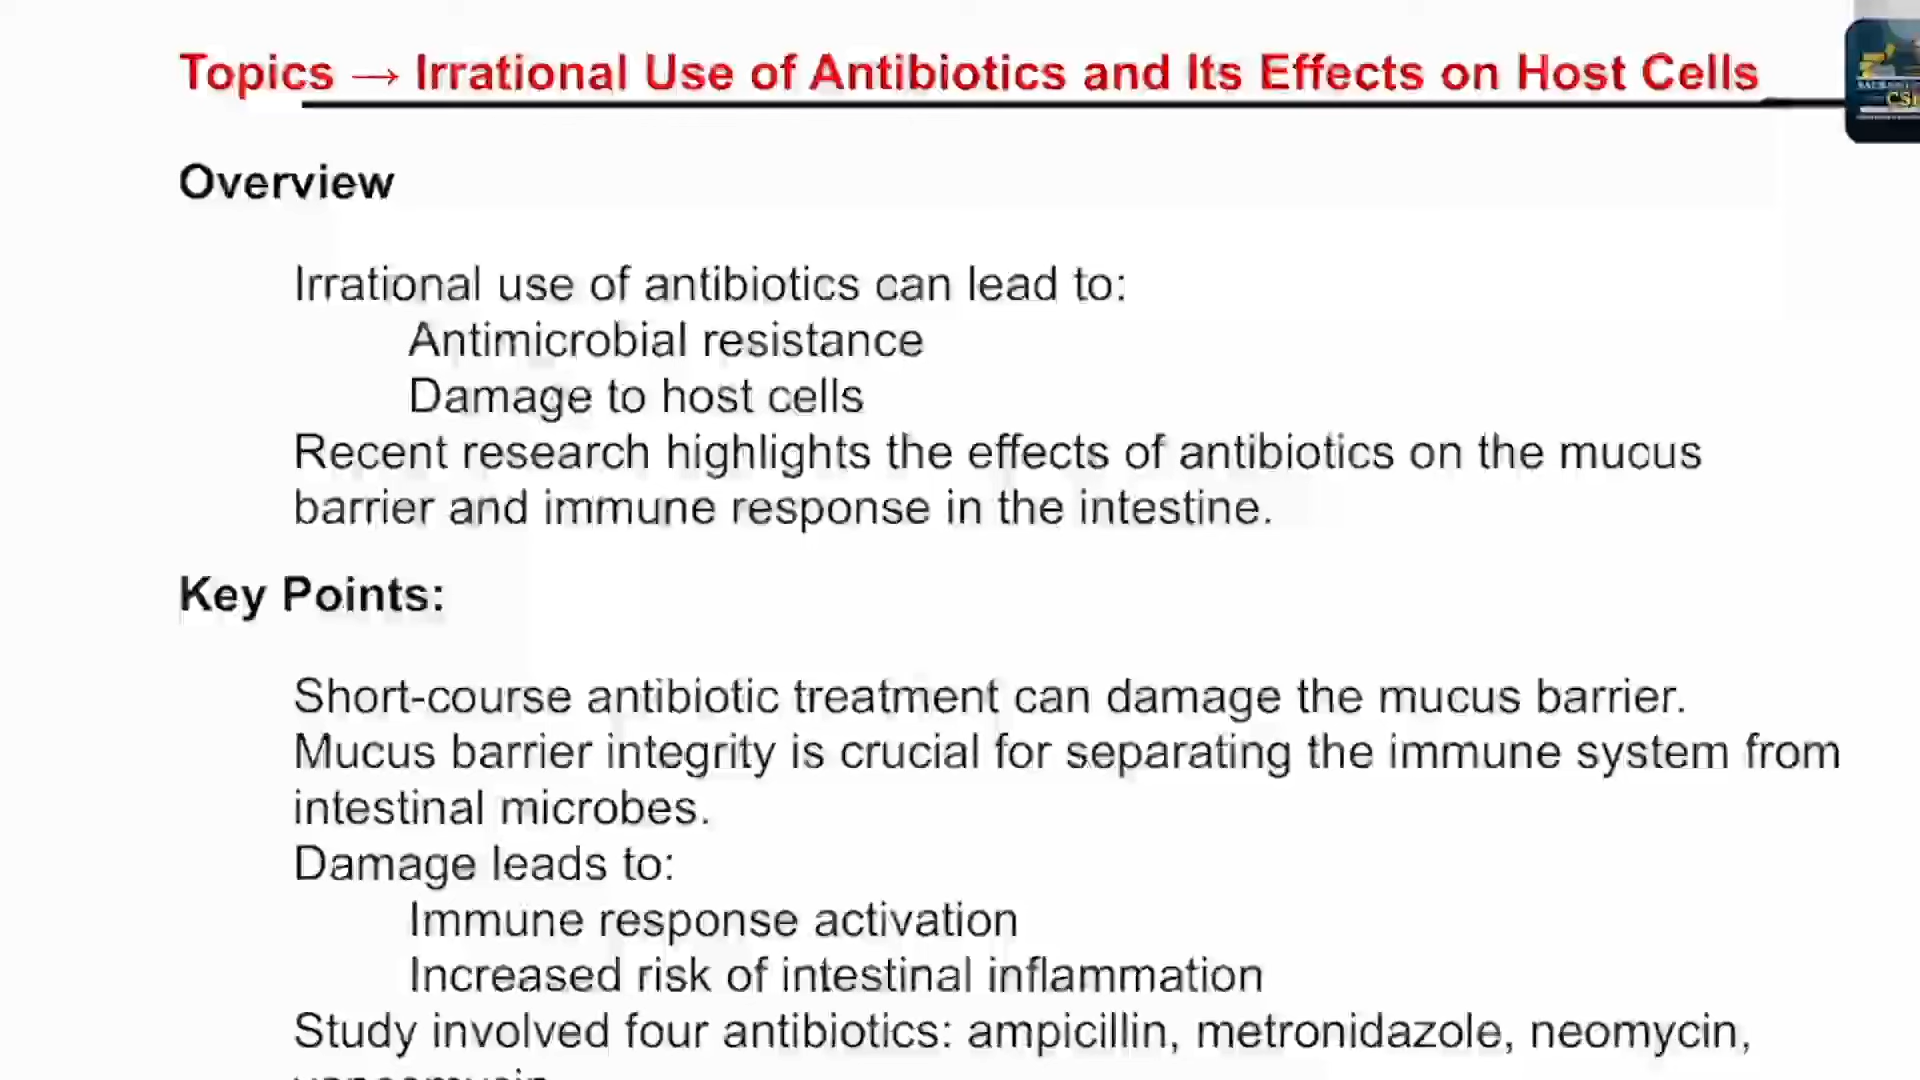 Topics → Irrational Use of Antibiotics and Its Effects on Host Cells
Overview
Irrational use of antibiotics can lead to:
Antimicrobial resistance
Damage to host cells
Recent research highlights the effects of antibiotics on the mucus
barrier and immune response in the intestine.
Key Points:
Short-course antibiotic treatment can damage the mucus barrier.
Mucus barrier integrity is crucial for separating the immune system from
intestinal microbes.
Damage leads to:
Immune response activation
Increased risk of intestinal inflammation
Study involved four antibiotics: ampicillin, metronidazole, neomycin,